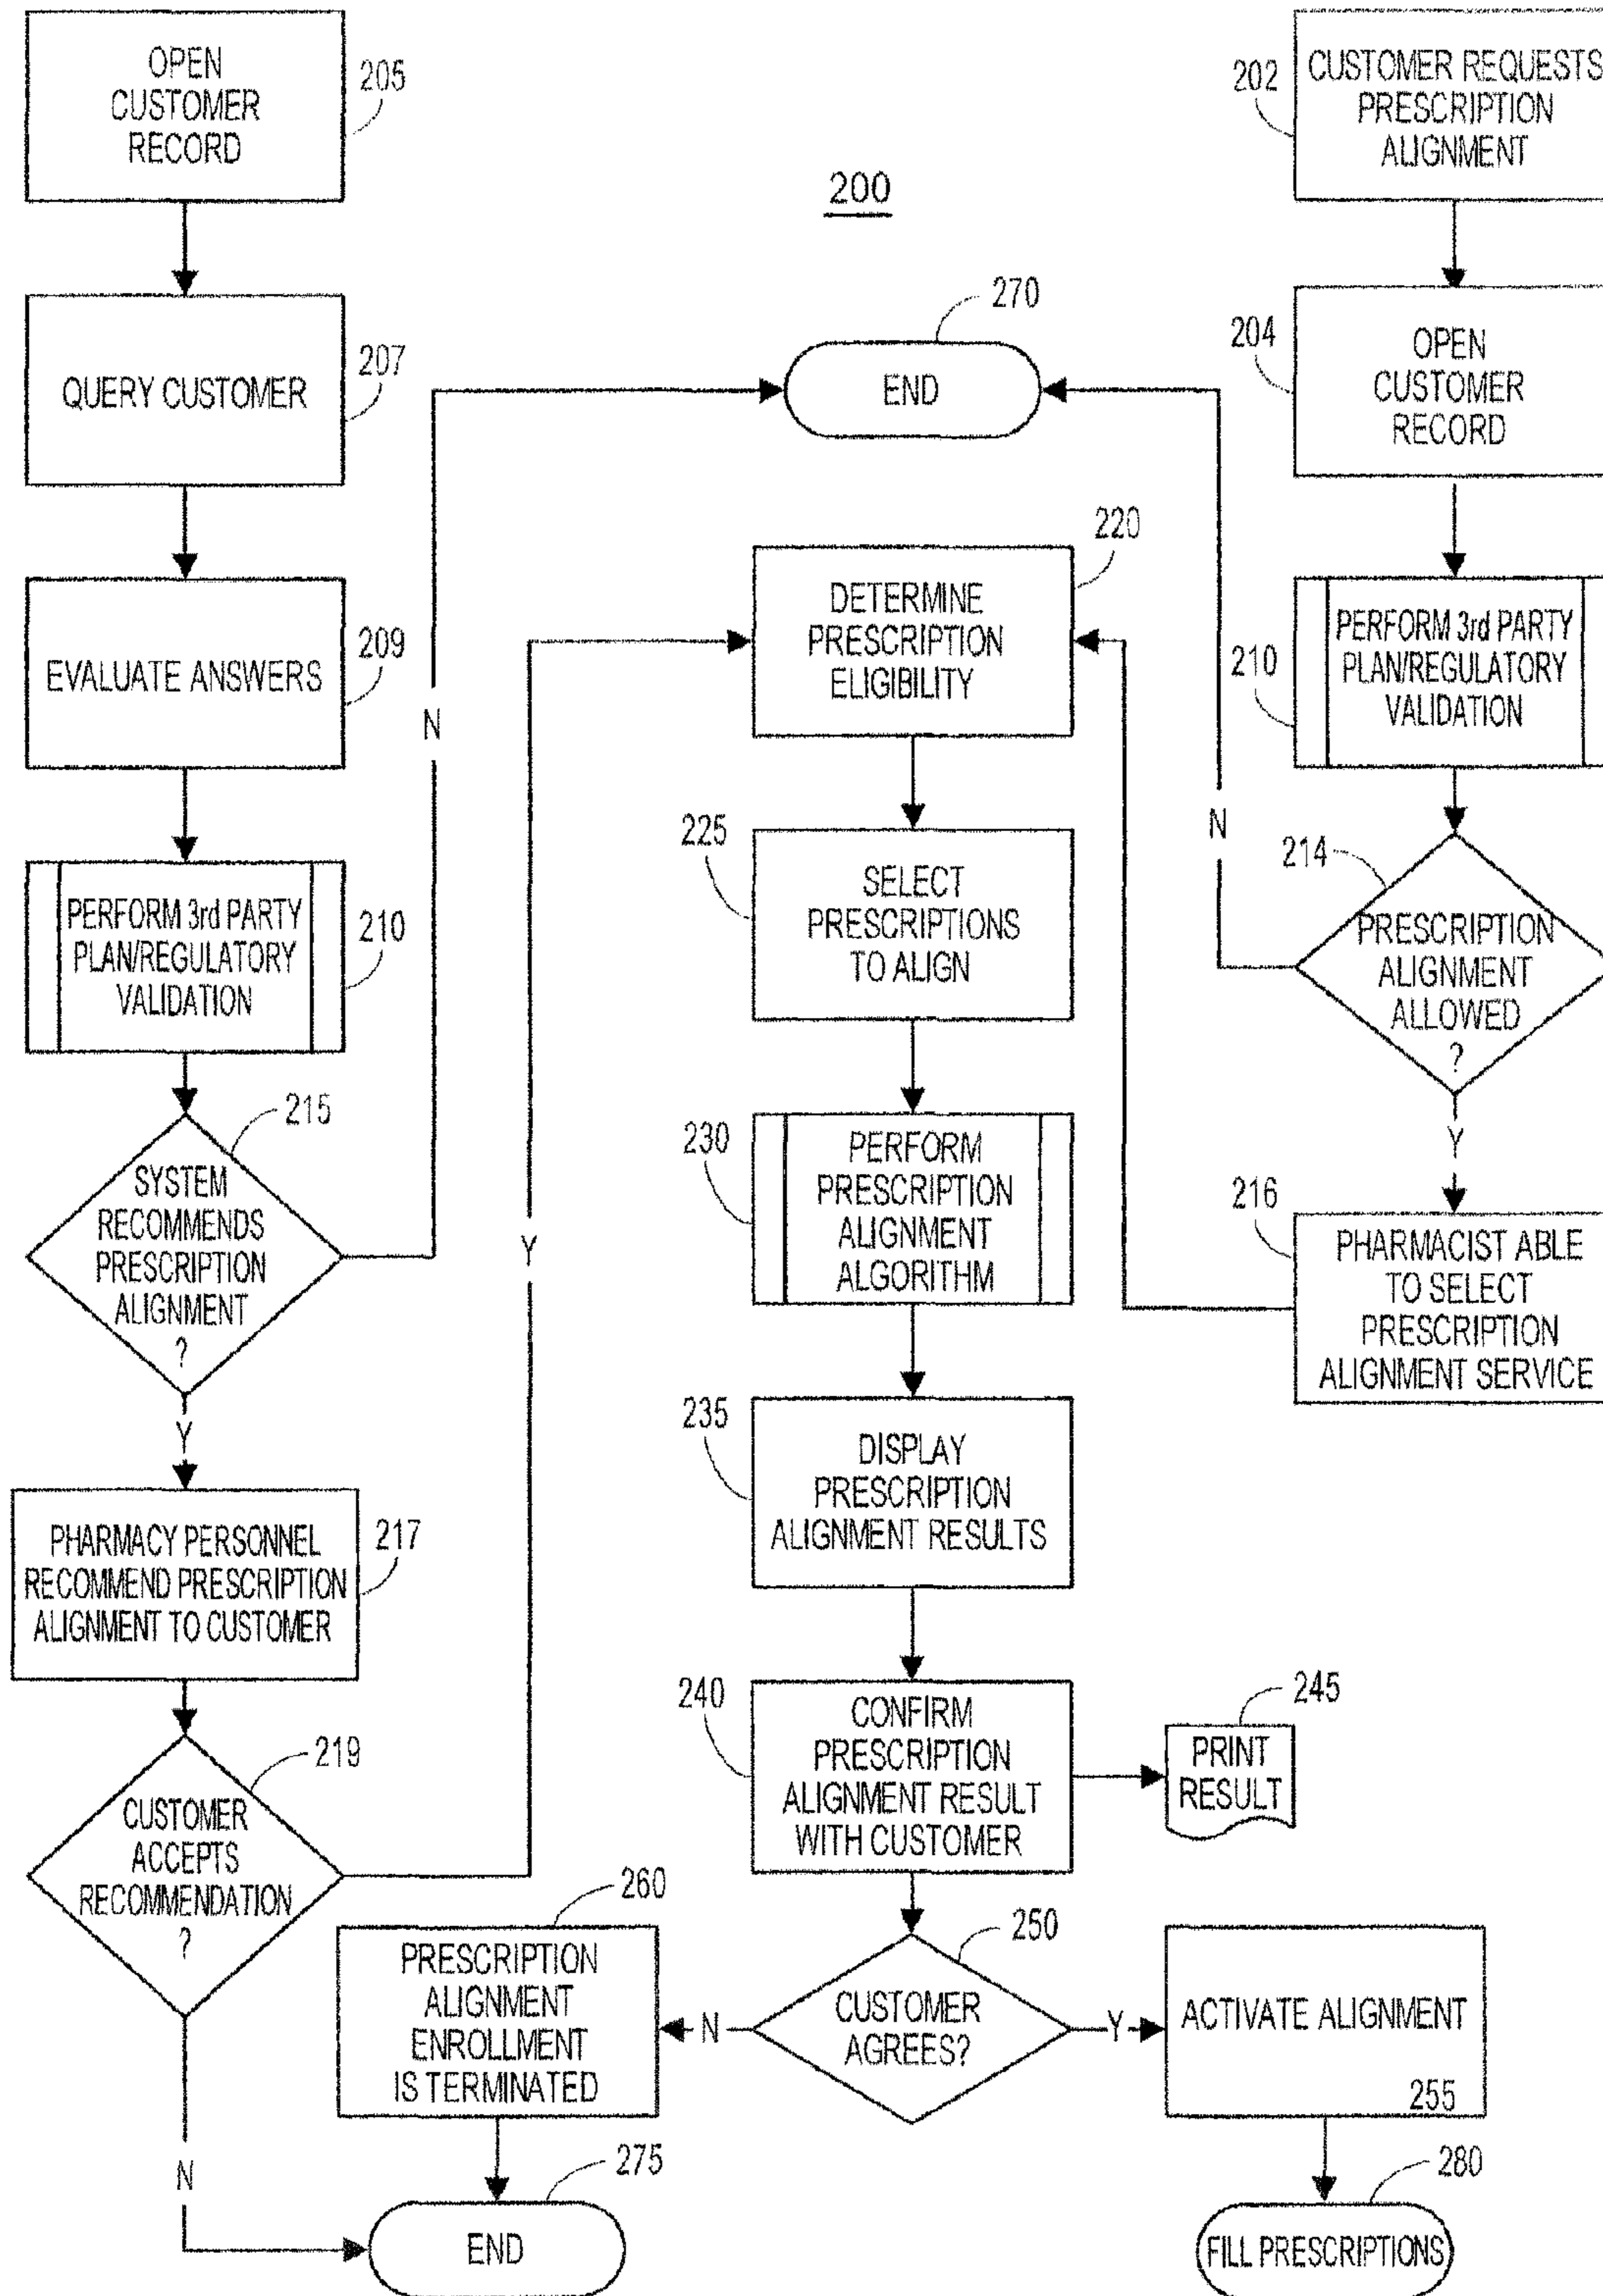 OPEN
CUSTOMER
RECORD
205
QUERY CUSTOMER
207
EVALUATE ANSWERS
209
PERFORM 3rd PARTY
PLAN/REGULATORY
VALIDATION
210
SYSTEM
RECOMMENDS
PRESCRIPTION
ALIGNMENT
?
215
N
Y
PHARMACY PERSONNEL
RECOMMEND PRESCRIPTION
ALIGNMENT TO CUSTOMER
217
CUSTOMER
ACCEPTS
RECOMMENDATION
?
219
Y
N
200
270
END
220
DETERMINE
PRESCRIPTION
ELIGIBILITY
225
SELECT
PRESCRIPTIONS
TO ALIGN
230
PERFORM
PRESCRIPTION
ALIGNMENT
ALGORITHM
235
DISPLAY
PRESCRIPTION
ALIGNMENT RESULTS
240
CONFIRM
PRESCRIPTION
ALIGNMENT RESULT
WITH CUSTOMER
245
PRINT
RESULT
250
CUSTOMER
AGREES?
N
Y
260
PRESCRIPTION
ALIGNMENT
ENROLLMENT
IS TERMINATED
275
END
ACTIVATE ALIGNMENT
255
280
FILL PRESCRIPTIONS
202
CUSTOMER REQUESTS
PRESCRIPTION
ALIGNMENT
204
OPEN
CUSTOMER
RECORD
210
PERFORM 3rd PARTY
PLAN/REGULATORY
VALIDATION
214
PRESCRIPTION
ALIGNMENT
ALLOWED
?
N
Y
216
PHARMACIST ABLE
TO SELECT
PRESCRIPTION
ALIGNMENT SERVICE